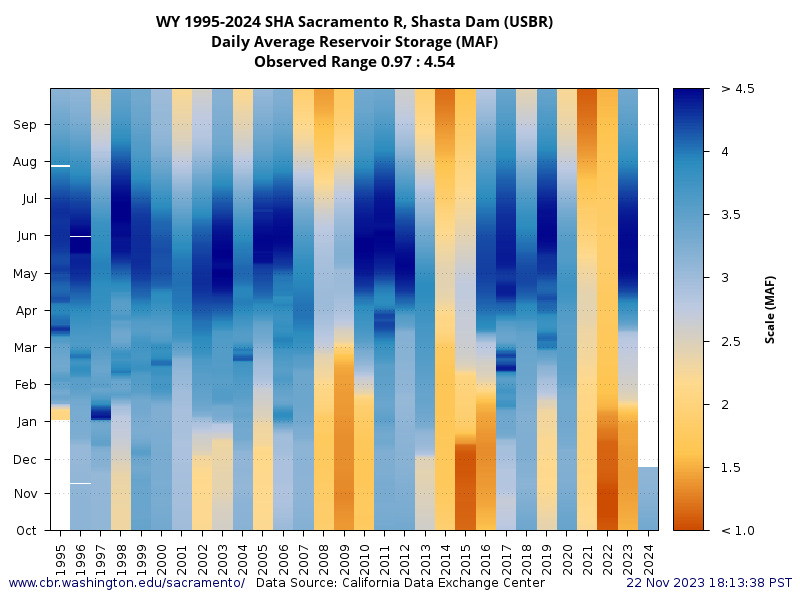 WY 1995-2024 SHA Sacramento R, Shasta Dam (USBR)
Daily Average Reservoir Storage (MAF)
Observed Range 0.97 : 4.54
Sep
Aug
Jul
Jun
May
Apr
Mar
Feb
Jan
Dec
Nov
Oct
1995 1996 1997 1998 1999 2000 2001 2002 2003 2004 2005 2006 2007 2008 2009 2010 2011 2012 2013 2014 2015 2016 2017 2018 2019 2020 2021 2022 2023 2024
> 4.5
4
3.5
3
2.5
2
1.5
< 1.0
Scale (MAF)
www.cbr.washington.edu/sacramento/ Data Source: California Data Exchange Center 22 Nov 2023 18:13:38 PST